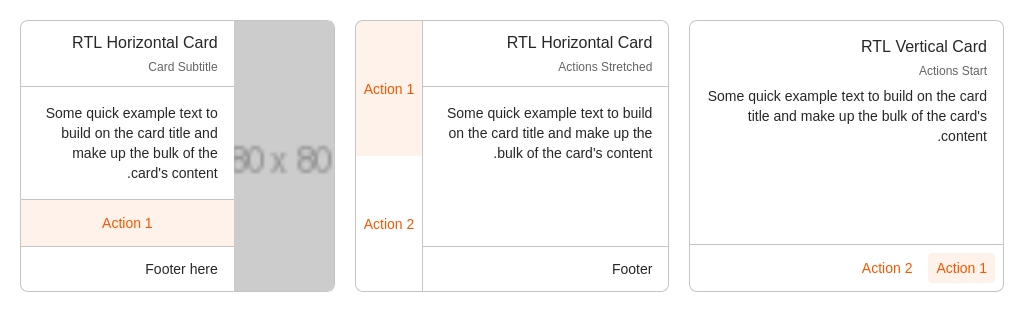 RTL Horizontal Card
Card Subtitle
Some quick example text to
build on the card title and
make up the bulk of the
.card's content
Action 1
Footer here
80 x 80
RTL Horizontal Card
Actions Stretched
Some quick example text to build
on the card title and make up the
.bulk of the card's content
Footer
Action 1
Action 2
RTL Vertical Card
Actions Start
Some quick example text to build on the card
title and make up the bulk of the card's
.content
Action 2 Action 1